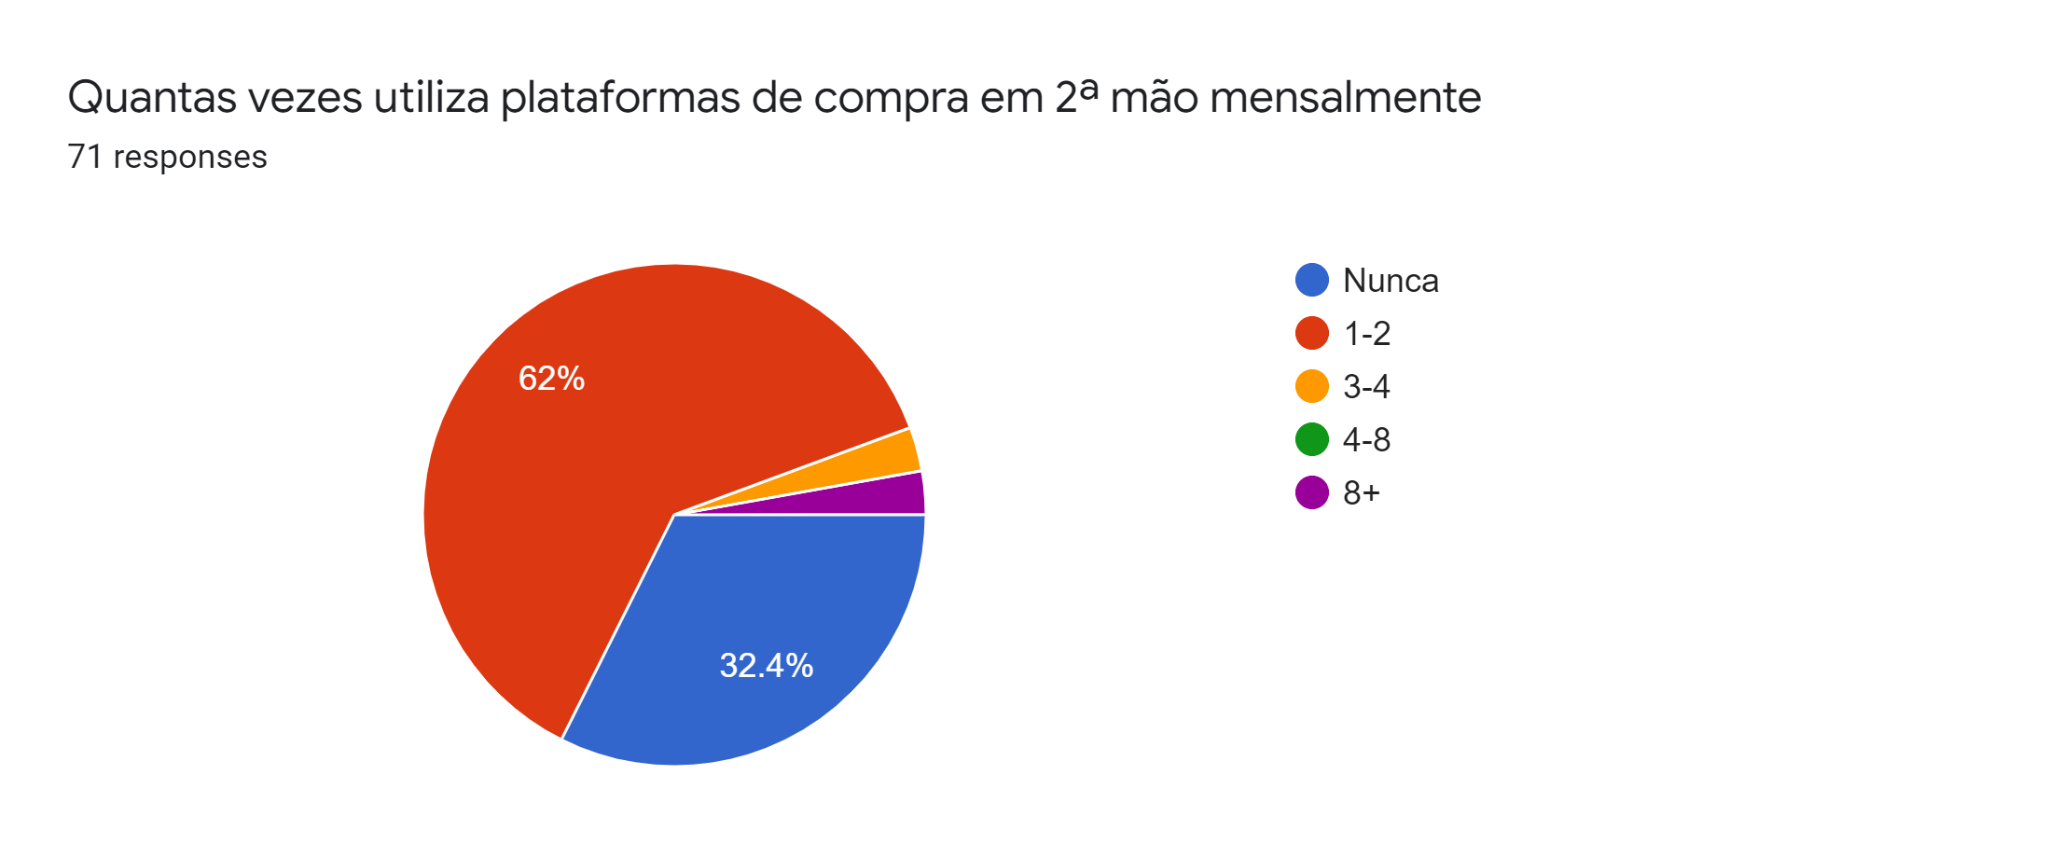 Quantas vezes utiliza plataformas de compra em 2ª mão mensalmente
71 responses
62%
32.4%
Nunca
1-2
3-4
4-8
8+